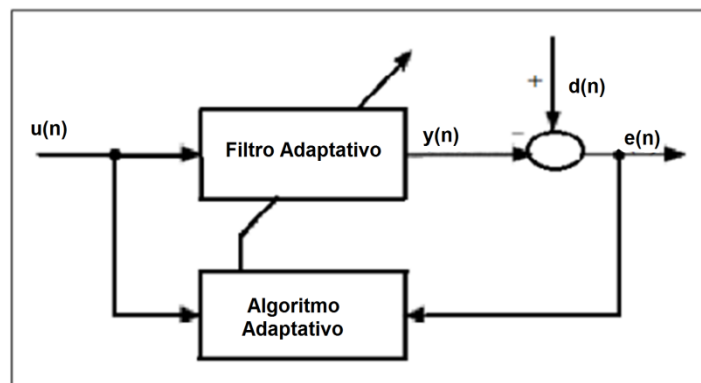 +
d(n)
u(n)
Filtro Adaptativo
y(n)
−
e(n)
Algoritmo
Adaptativo